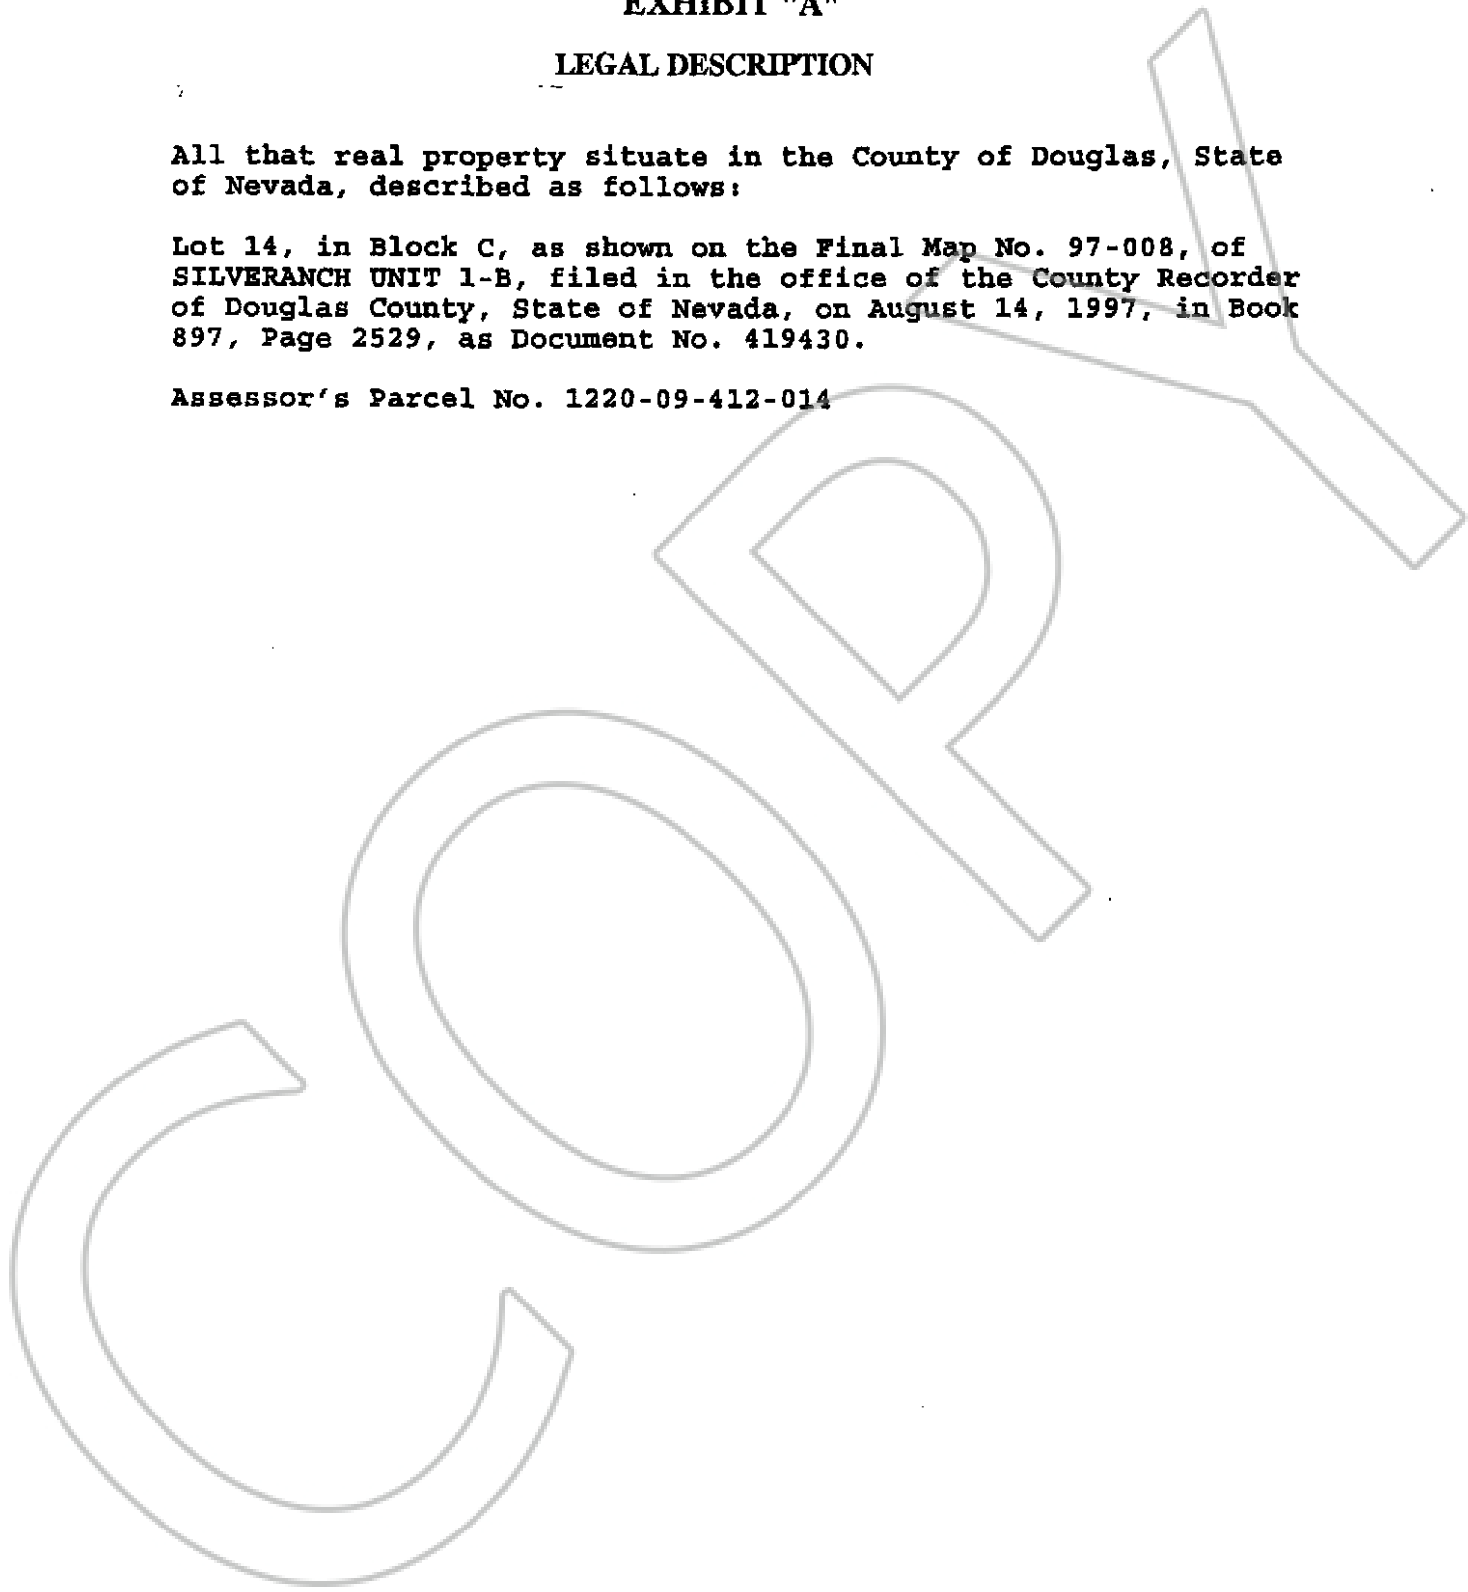 EXHIBIT "A"
LEGAL DESCRIPTION
All that real property situate in the County of Douglas, State
of Nevada, described as follows:
Lot 14, in Block C, as shown on the Final Map No. 97-008, of
SILVERANCH UNIT 1-B, filed in the office of the County Recorder
of Douglas County, State of Nevada, on August 14, 1997, in Book
897, Page 2529, as Document No. 419430.
Assessor's Parcel No. 1220-09-412-014
COPY